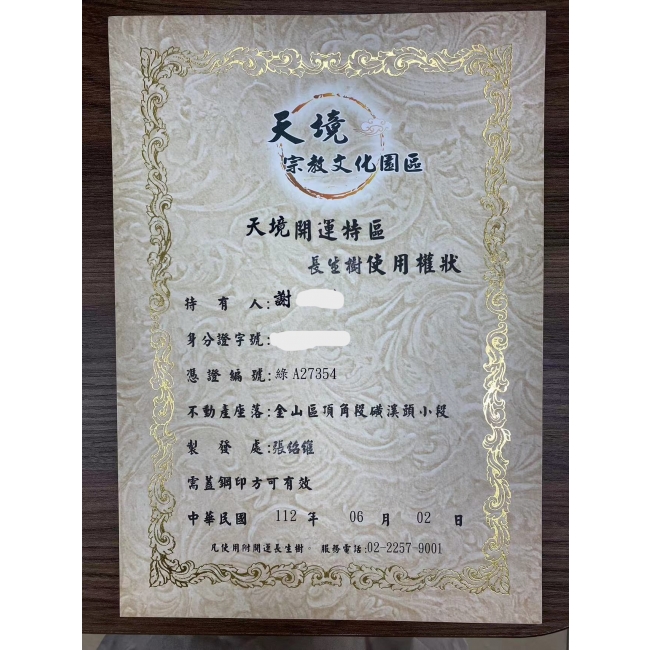 天境
宗教文化園區
天境開運特區
長生樹使用權狀
持有人:謝
身分證字號:
憑證編號:綠A27354
不動產座落:金山區頂角段磺溪頭小段
製發處:張銘雄
需蓋鋼印方可有效
中華民國 112 年 06 月 02 日
凡使用附開運長生樹。 服務電話:02-2257-9001